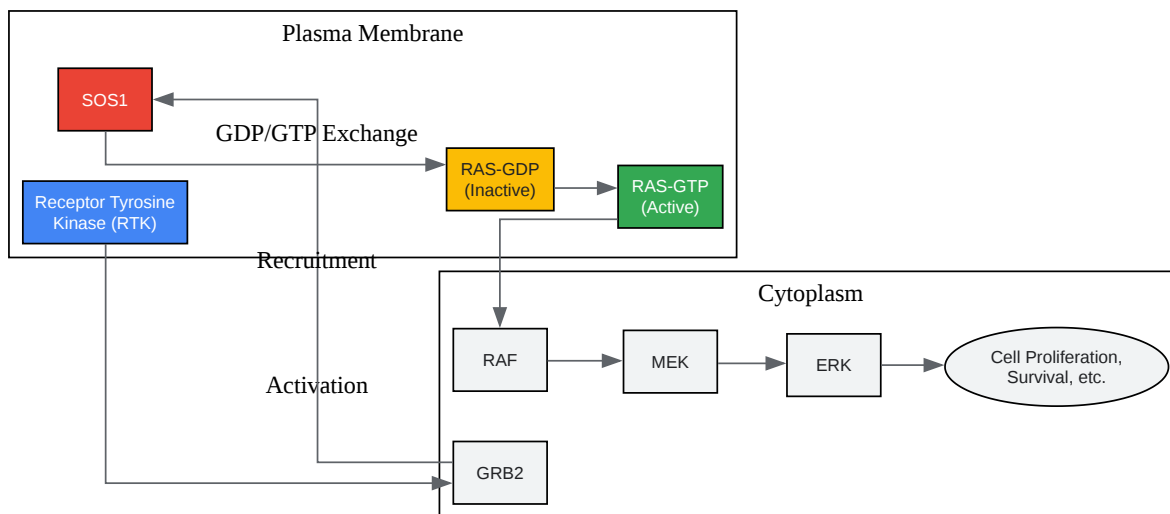 Plasma Membrane
SOS1
GDP/GTP Exchange
RAS-GDP
(Inactive)
RAS-GTP
(Active)
Receptor Tyrosine
Kinase (RTK)
Recruitment
Cytoplasm
RAF
MEK
ERK
Cell Proliferation,
Survival, etc.
Activation
GRB2